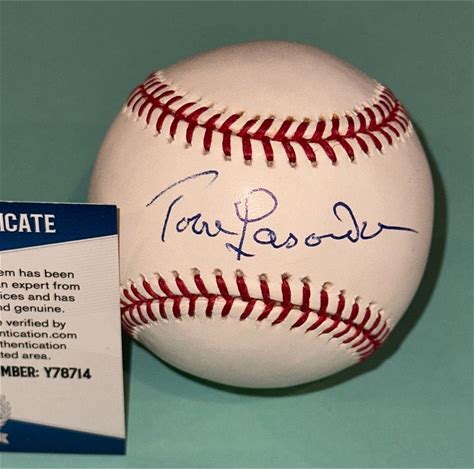 Tom Lasorda
CATE
em has been
n expert from
ices and has
nd genuine.
e verified by
thentication.com
uthentication
ted area.
MBER: Y78714